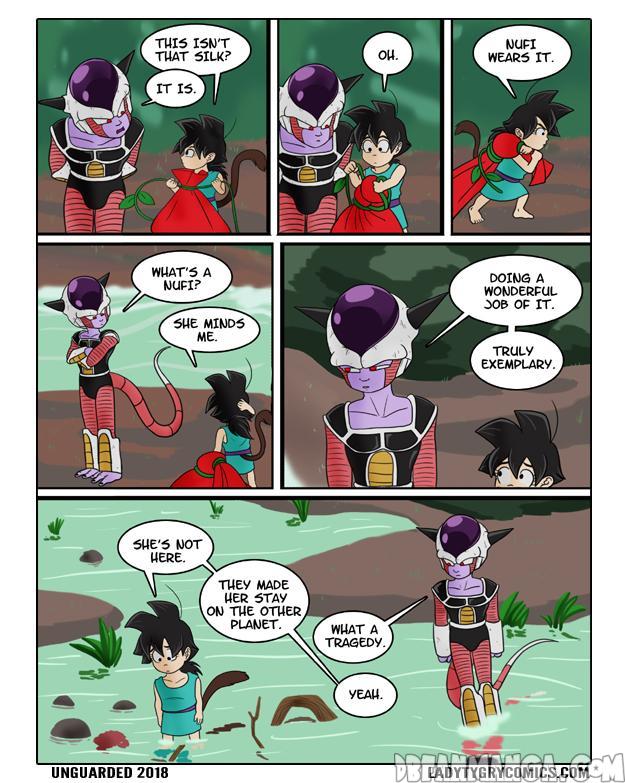 THIS ISN'T
THAT SILK?
IT IS.
OH.
NUFI
WEARS IT.
WHAT'S A
NUFI?
SHE MINDS
ME.
DOING A
WONDERFUL
JOB OF IT.
TRULY
EXEMPLARY.
SHE'S NOT
HERE.
THEY MADE
HER STAY
ON THE OTHER
PLANET.
WHAT A
TRAGEDY.
YEAH.
UNGUARDED 2018
LADYTYGRYCOMICS.COM
DBFANMANGA.COM